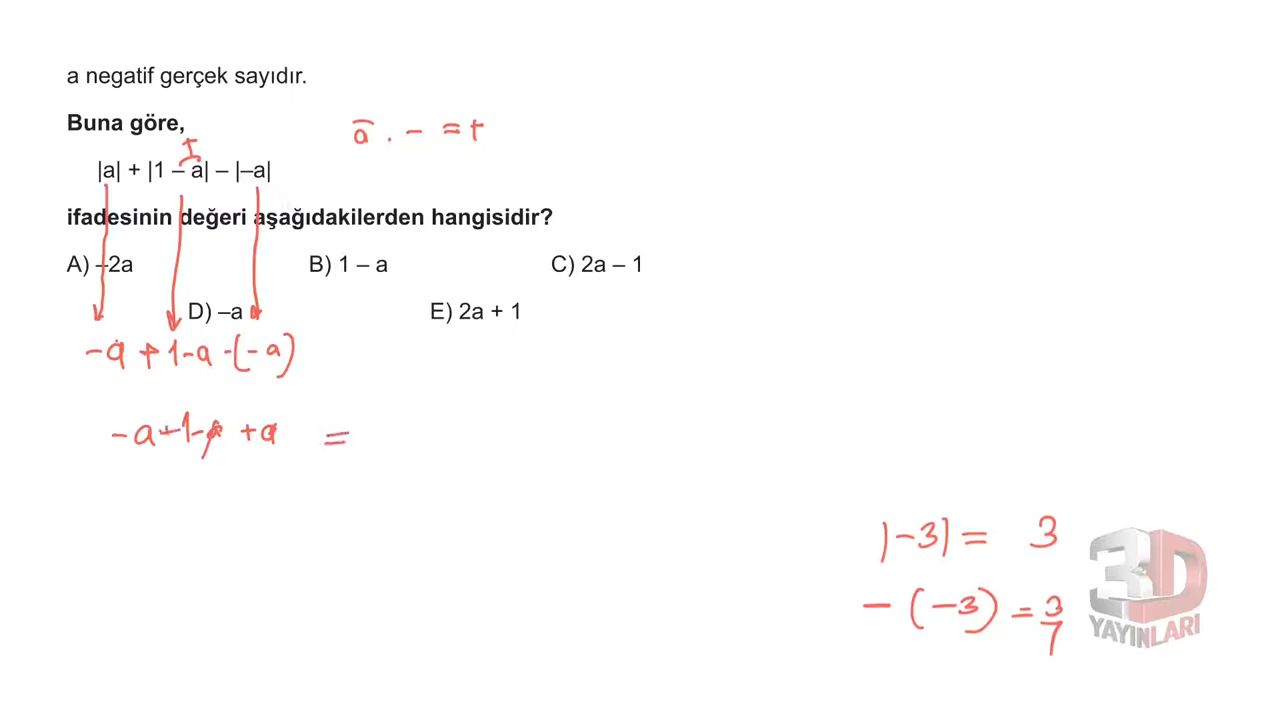 a negatif gerçek sayıdır.
Buna göre,
ā . – = +
+
|a| + |1 – a| – |–a|
ifadesinin değeri aşağıdakilerden hangisidir?
A) –2a B) 1 – a C) 2a – 1
D) –a E) 2a + 1
-a + 1-a -(-a)
-a+1-a +a =
|-3| = 3
- (-3) = 3
3D
YAYINLARI